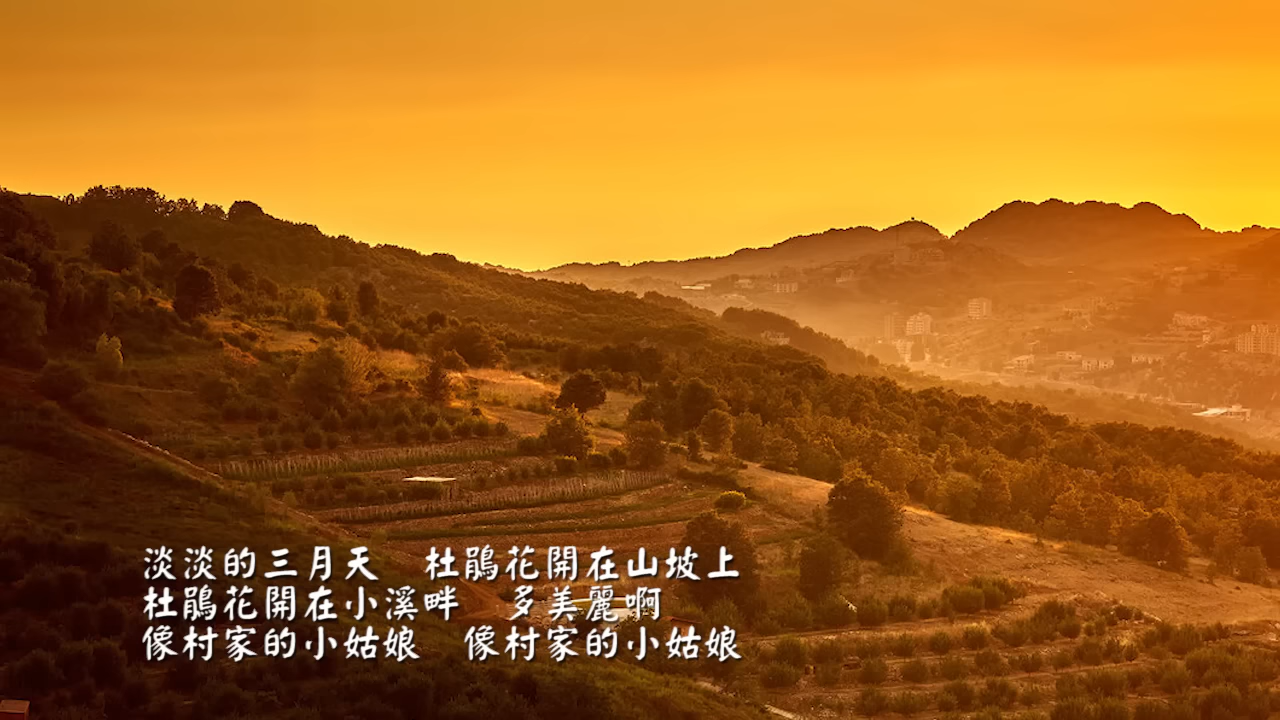 淡淡的三月天　杜鵑花開在山坡上
杜鵑花開在小溪畔　多美麗啊
像村家的小姑娘　像村家的小姑娘